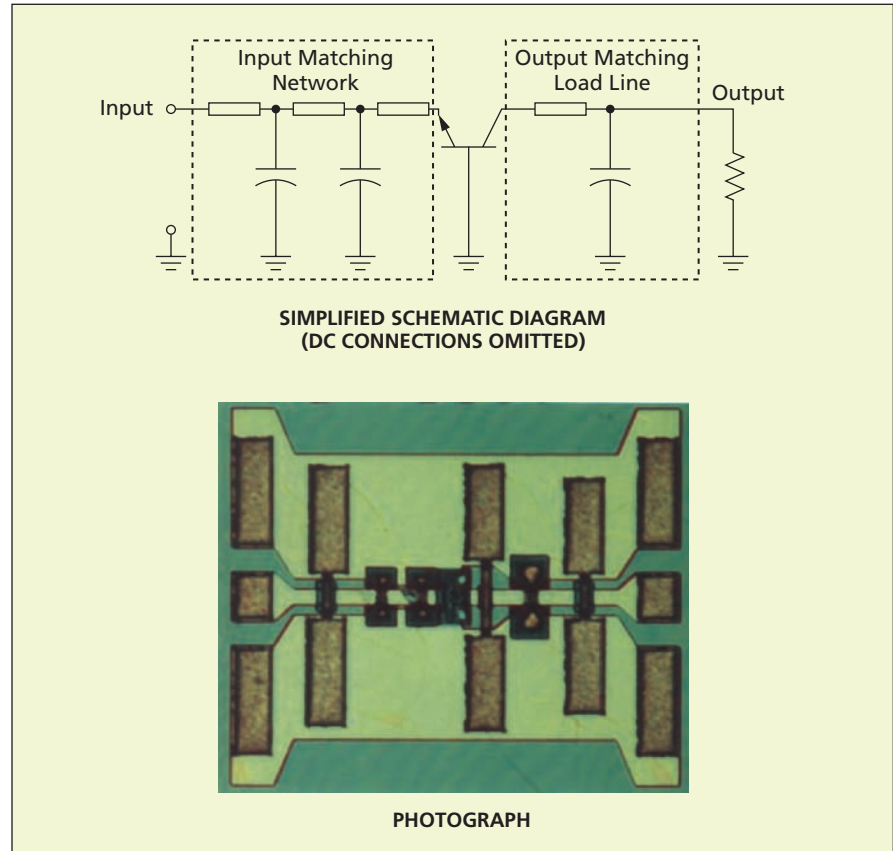 Input Matching
Network
Output Matching
Load Line
Input
Output
SIMPLIFIED SCHEMATIC DIAGRAM
(DC CONNECTIONS OMITTED)
PHOTOGRAPH